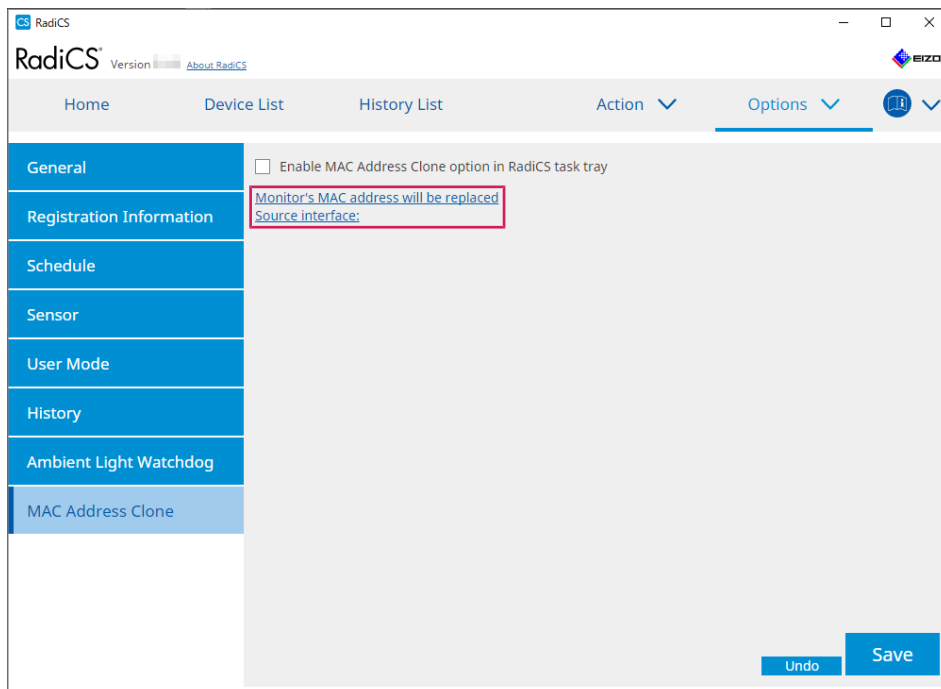 CS RadiCS
RadiCS® Version About RadiCS
EIZO
Home Device List History List Action Options
General
Enable MAC Address Clone option in RadiCS task tray
Monitor's MAC address will be replaced
Source interface:
Registration Information
Schedule
Sensor
User Mode
History
Ambient Light Watchdog
MAC Address Clone
Undo
Save